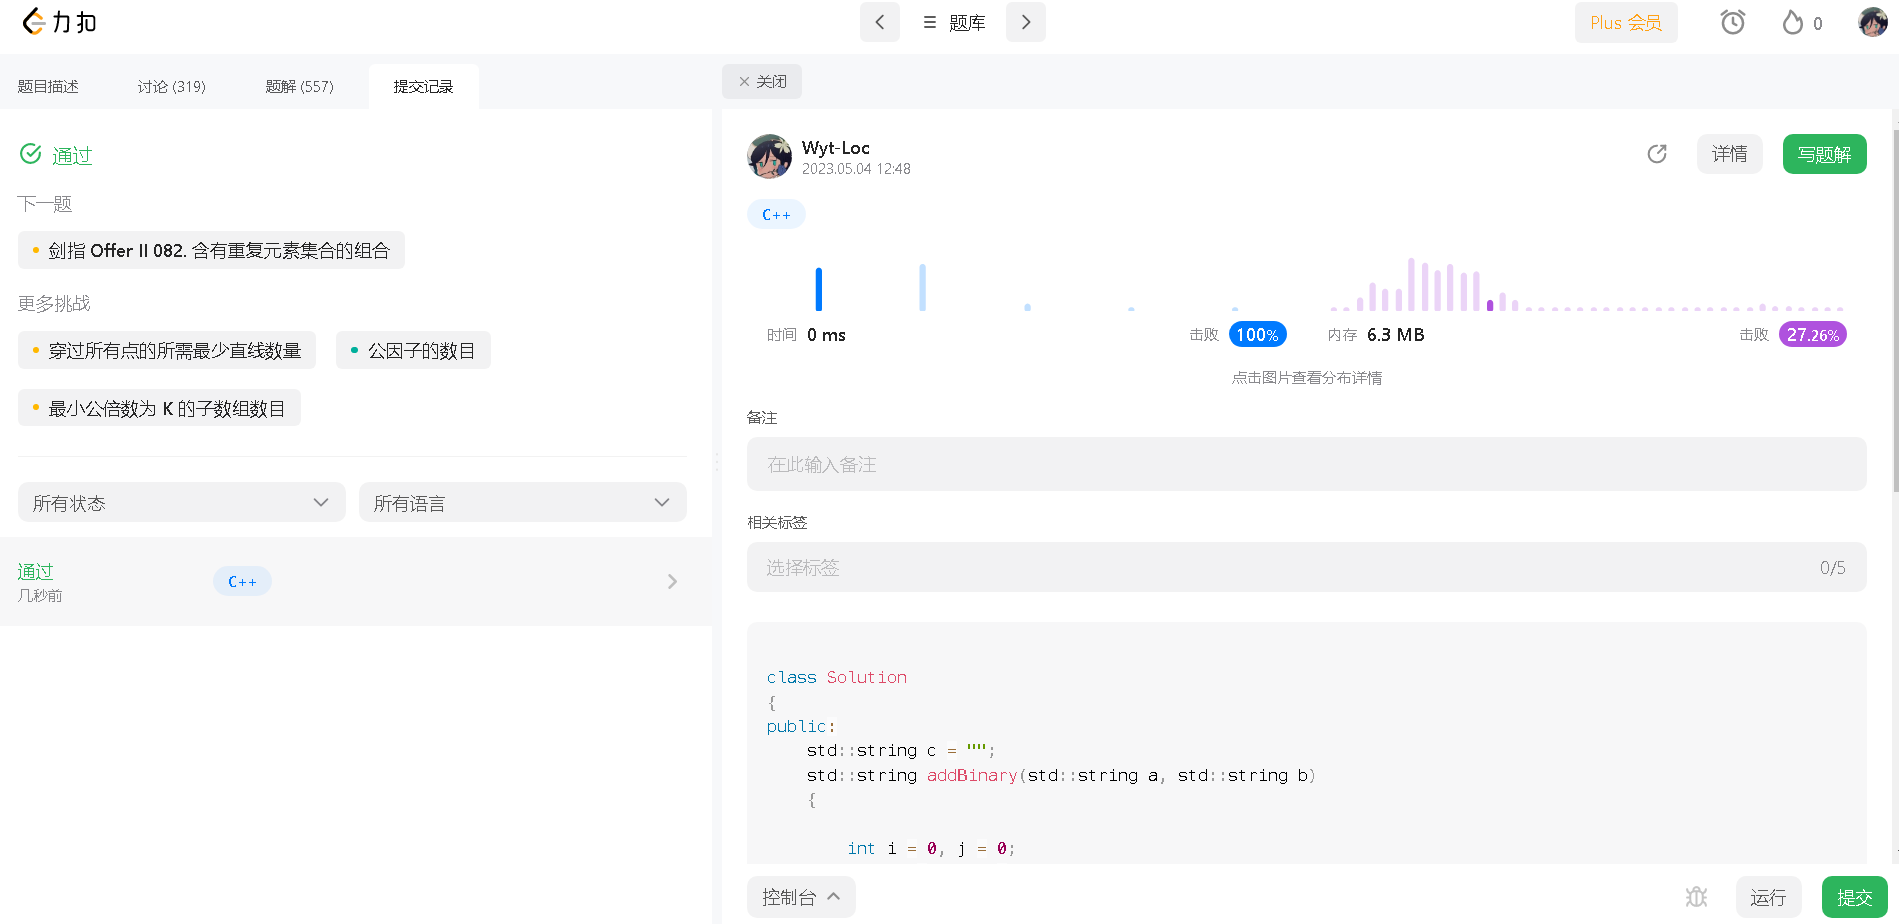 力扣
题库
Plus 会员
0
题目描述
讨论 (319)
题解 (557)
提交记录
关闭
通过
下一题
剑指 Offer II 082. 含有重复元素集合的组合
更多挑战
穿过所有点的所需最少直线数量
公因子的数目
最小公倍数为 K 的子数组数目
所有状态
所有语言
通过
C++
几秒前
Wyt-Loc
2023.05.04 12:48
详情
写题解
C++
时间 0 ms
击败 100%
内存 6.3 MB
击败 27.26%
点击图片查看分布详情
备注
在此输入备注
相关标签
选择标签
0/5
class Solution
{
public:
    std::string c = "";
    std::string addBinary(std::string a, std::string b)
    {
        int i = 0, j = 0;
控制台
运行
提交